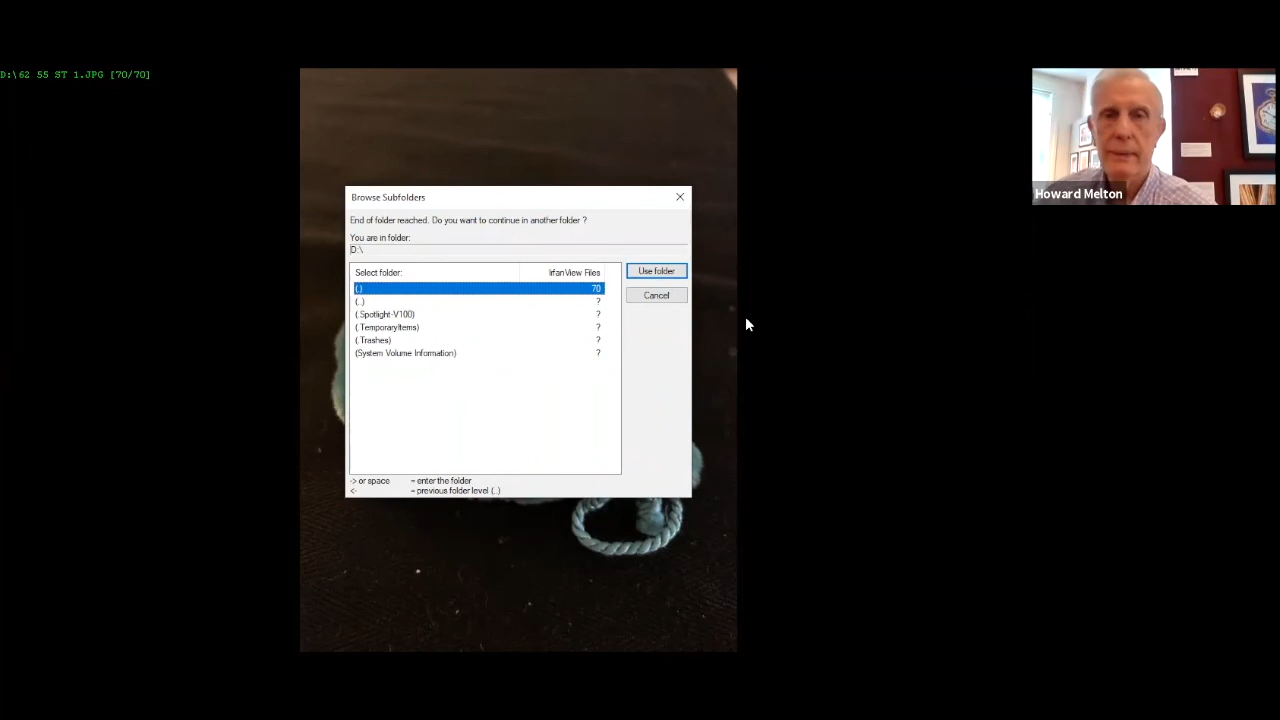 D:\62 55 ST 1.JPG [70/70]
Howard Melton
Browse Subfolders
End of folder reached. Do you want to continue in another folder ?
You are in folder:
D:\
Select folder: IrfanView Files
(.) 70
(..) ?
(.Spotlight-V100) ?
(.TemporaryItems) ?
(.Trashes) ?
(System Volume Information) ?
Use folder
Cancel
-> or space = enter the folder
<- = previous folder level (..)